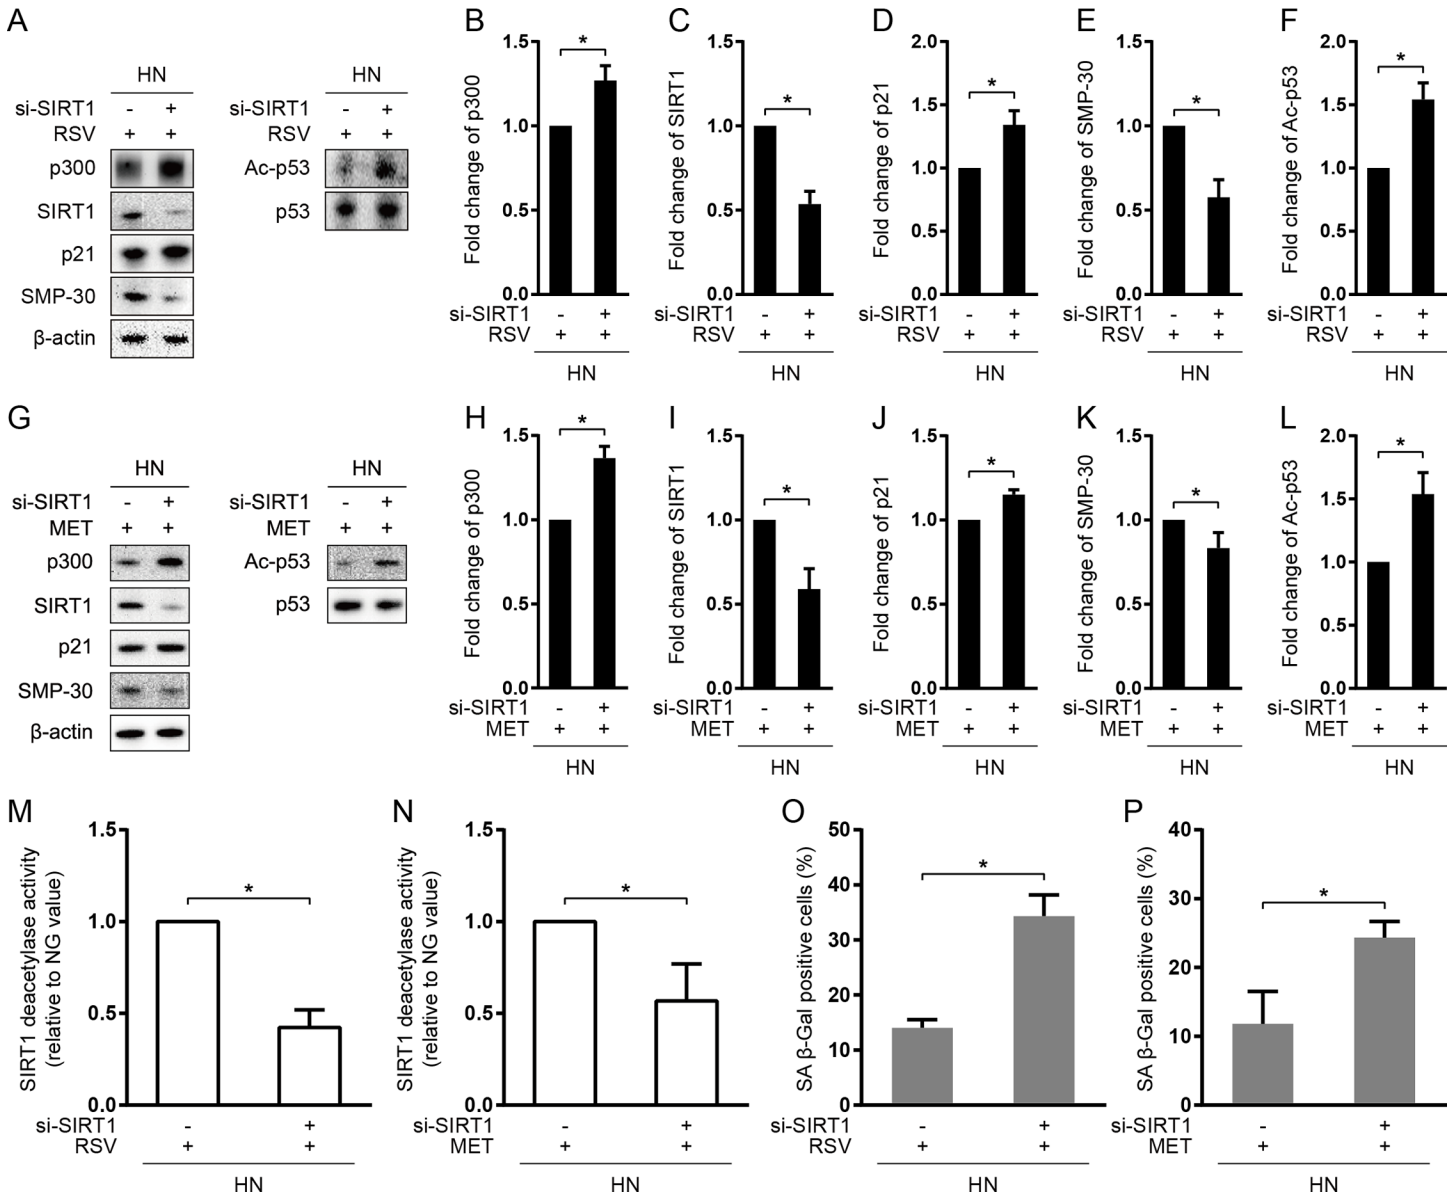 A
HN
si-SIRT1 - +
RSV + +
p300
SIRT1
p21
SMP-30
β-actin
HN
si-SIRT1 - +
RSV + +
Ac-p53
p53
B
Fold change of p300
1.5
1.0
0.5
0.0
*
si-SIRT1 - +
RSV + +
HN
C
Fold change of SIRT1
1.5
1.0
0.5
0.0
*
si-SIRT1 - +
RSV + +
HN
D
Fold change of p21
2.0
1.5
1.0
0.5
0.0
*
si-SIRT1 - +
RSV + +
HN
E
Fold change of SMP-30
1.5
1.0
0.5
0.0
*
si-SIRT1 - +
RSV + +
HN
F
Fold change of Ac-p53
2.0
1.5
1.0
0.5
0.0
*
si-SIRT1 - +
RSV + +
HN
G
HN
si-SIRT1 - +
MET + +
p300
SIRT1
p21
SMP-30
β-actin
HN
si-SIRT1 - +
MET + +
Ac-p53
p53
H
Fold change of p300
1.5
1.0
0.5
0.0
*
si-SIRT1 - +
MET + +
HN
I
Fold change of SIRT1
1.5
1.0
0.5
0.0
*
si-SIRT1 - +
MET + +
HN
J
Fold change of p21
1.5
1.0
0.5
0.0
*
si-SIRT1 - +
MET + +
HN
K
Fold change of SMP-30
1.5
1.0
0.5
0.0
*
si-SIRT1 - +
MET + +
HN
L
Fold change of Ac-p53
2.0
1.5
1.0
0.5
0.0
*
si-SIRT1 - +
MET + +
HN
M
SIRT1 deacetylase activity
(relative to NG value)
1.5
1.0
0.5
0.0
*
si-SIRT1 - +
RSV + +
HN
N
SIRT1 deacetylase activity
(relative to NG value)
1.5
1.0
0.5
0.0
*
si-SIRT1 - +
MET + +
HN
O
SA β-Gal positive cells (%)
50
40
30
20
10
0
*
si-SIRT1 - +
RSV + +
HN
P
SA β-Gal positive cells (%)
40
30
20
10
0
*
si-SIRT1 - +
MET + +
HN